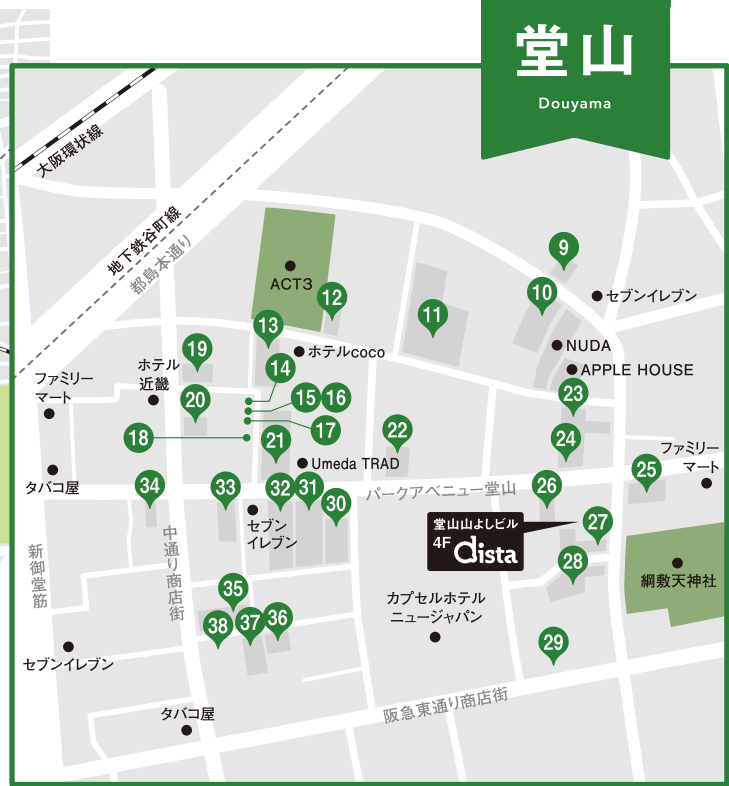 堂山
Douyama
大阪環状線
地下鉄谷町線
都島本通り
ACT3
9
10
セブンイレブン
12
11
13
NUDA
ホテルcoco
19
APPLE HOUSE
ホテル
近畿
14
ファミリー
マート
20
15
16
23
17
18
21
22
24
Umeda TRAD
ファミリー
マート
25
タバコ屋
34
33
32
31
30
パークアベニュー堂山
26
セブン
イレブン
堂山山よしビル
4F dista
27
28
新御堂筋
中通り商店街
綱敷天神社
35
カプセルホテル
ニュージャパン
38
37
36
29
セブンイレブン
タバコ屋
阪急東通り商店街